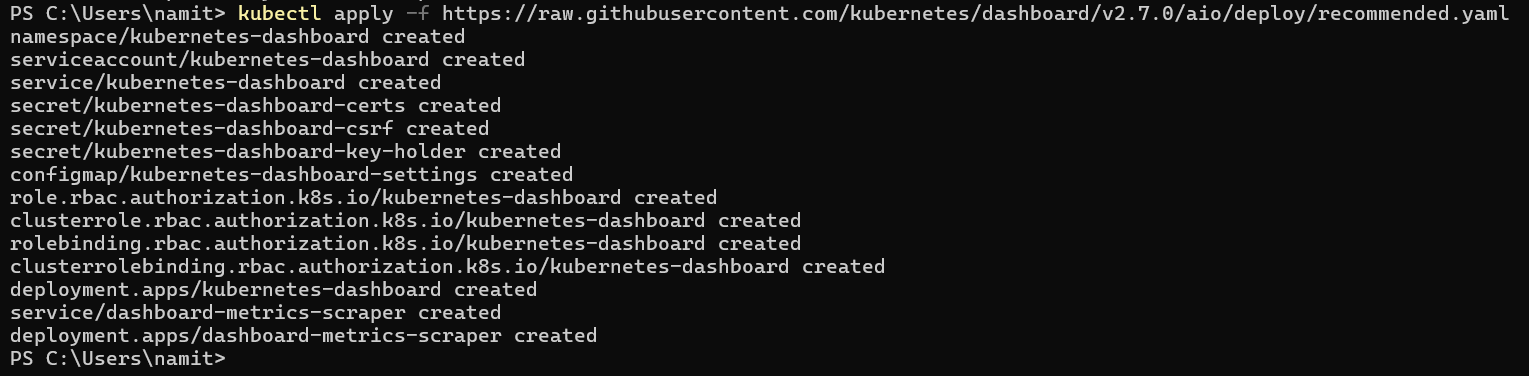 PS C:\Users\namit> kubectl apply -f https://raw.githubusercontent.com/kubernetes/dashboard/v2.7.0/aio/deploy/recommended.yaml
namespace/kubernetes-dashboard created
serviceaccount/kubernetes-dashboard created
service/kubernetes-dashboard created
secret/kubernetes-dashboard-certs created
secret/kubernetes-dashboard-csrf created
secret/kubernetes-dashboard-key-holder created
configmap/kubernetes-dashboard-settings created
role.rbac.authorization.k8s.io/kubernetes-dashboard created
clusterrole.rbac.authorization.k8s.io/kubernetes-dashboard created
rolebinding.rbac.authorization.k8s.io/kubernetes-dashboard created
clusterrolebinding.rbac.authorization.k8s.io/kubernetes-dashboard created
deployment.apps/kubernetes-dashboard created
service/dashboard-metrics-scraper created
deployment.apps/dashboard-metrics-scraper created
PS C:\Users\namit>